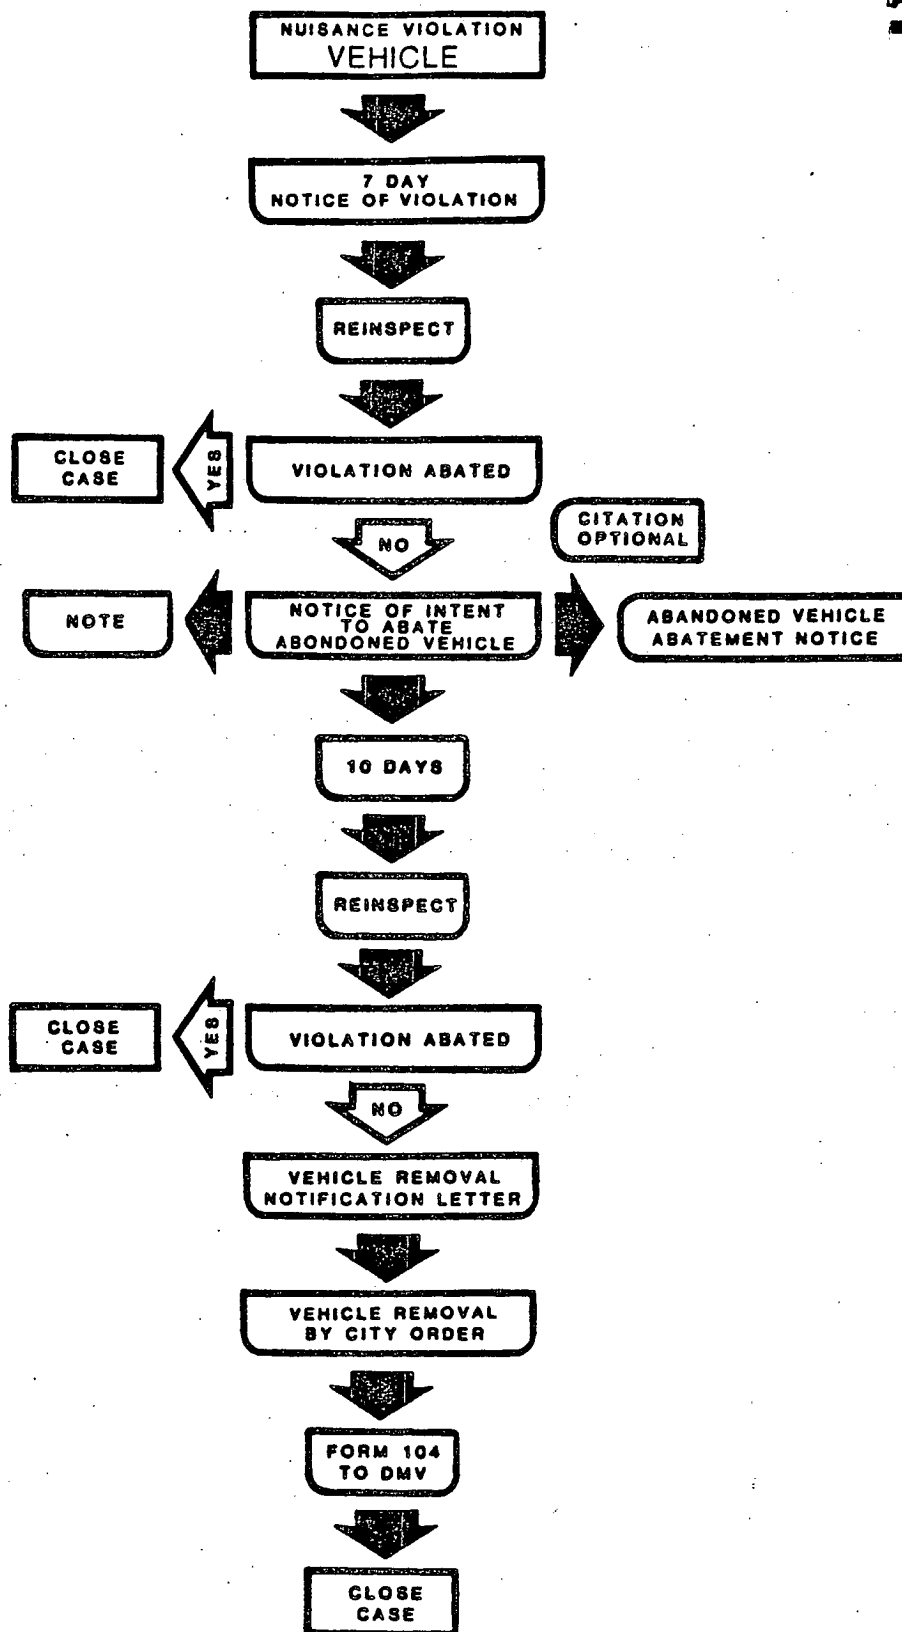 NUISANCE VIOLATION
VEHICLE
7 DAY
NOTICE OF VIOLATION
REINSPECT
CLOSE
CASE
YES
VIOLATION ABATED
NO
CITATION
OPTIONAL
NOTE
NOTICE OF INTENT
TO ABATE
ABONDONED VEHICLE
ABANDONED VEHICLE
ABATEMENT NOTICE
10 DAYS
REINSPECT
CLOSE
CASE
YES
VIOLATION ABATED
NO
VEHICLE REMOVAL
NOTIFICATION LETTER
VEHICLE REMOVAL
BY CITY ORDER
FORM 104
TO DMV
CLOSE
CASE